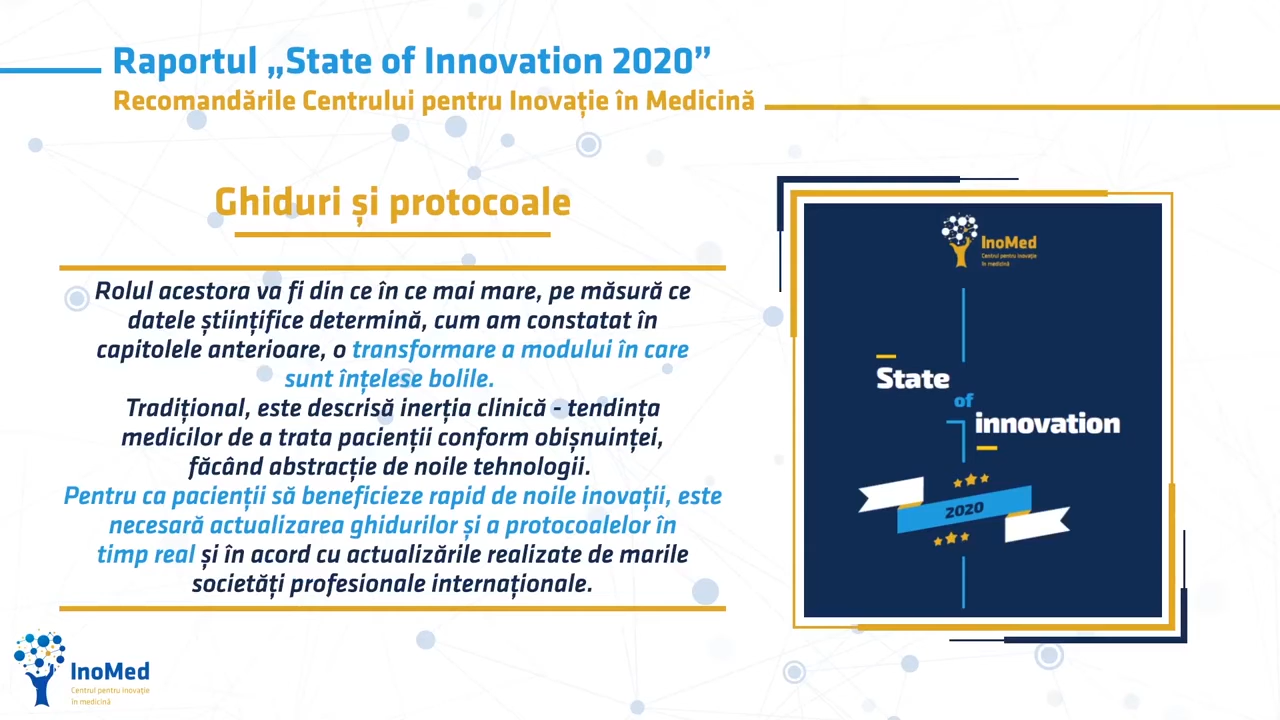 Raportul „State of Innovation 2020”
Recomandările Centrului pentru Inovație în Medicină
Ghiduri și protocoale
Rolul acestora va fi din ce în ce mai mare, pe măsură ce
datele științifice determină, cum am constatat în
capitolele anterioare, o transformare a modului în care
sunt înțelese bolile.
Tradițional, este descrisă inerția clinică - tendința
medicilor de a trata pacienții conform obișnuinței,
făcând abstracție de noile tehnologii.
Pentru ca pacienții să beneficieze rapid de noile inovații, este
necesară actualizarea ghidurilor și a protocoalelor în
timp real și în acord cu actualizările realizate de marile
societăți profesionale internaționale.
InoMed
Centrul pentru inovație
în medicină
State
of
innovation
2020
InoMed
Centrul pentru inovație
în medicină